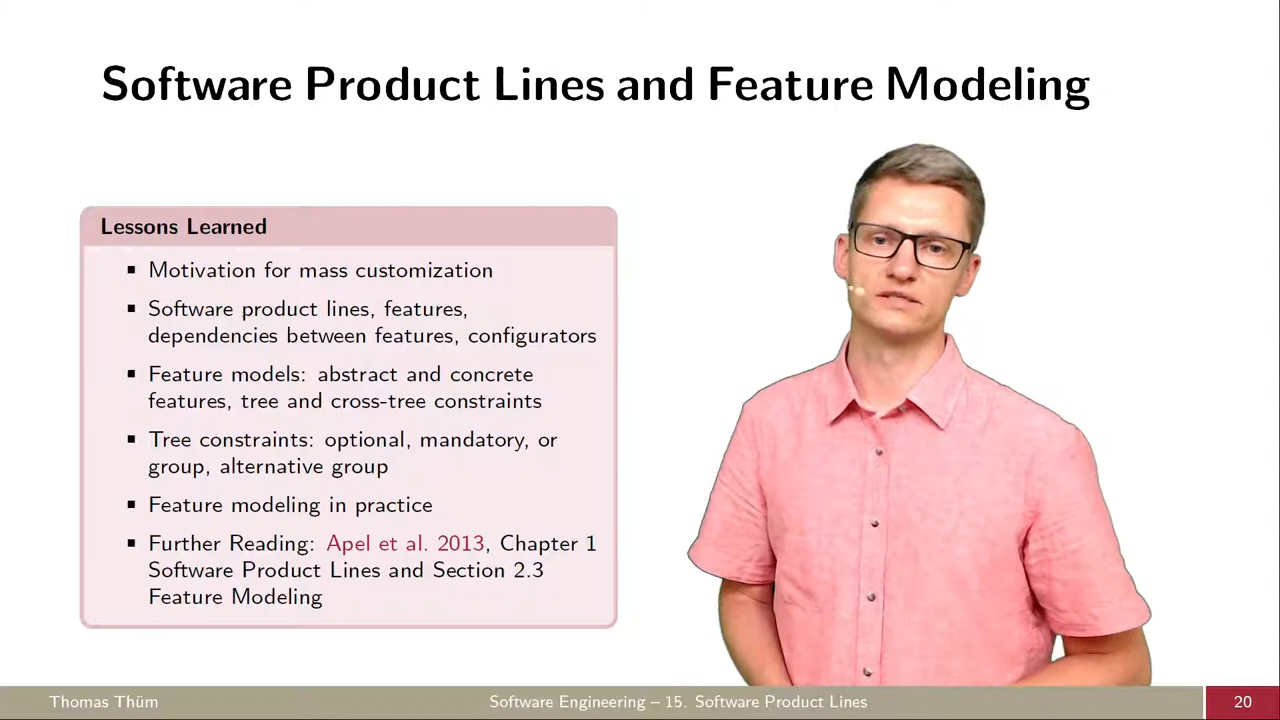 Software Product Lines and Feature Modeling
Lessons Learned
▪ Motivation for mass customization
▪ Software product lines, features,
dependencies between features, configurators
▪ Feature models: abstract and concrete
features, tree and cross-tree constraints
▪ Tree constraints: optional, mandatory, or
group, alternative group
▪ Feature modeling in practice
▪ Further Reading: Apel et al. 2013, Chapter 1
Software Product Lines and Section 2.3
Feature Modeling
Thomas Thüm
Software Engineering – 15. Software Product Lines
20